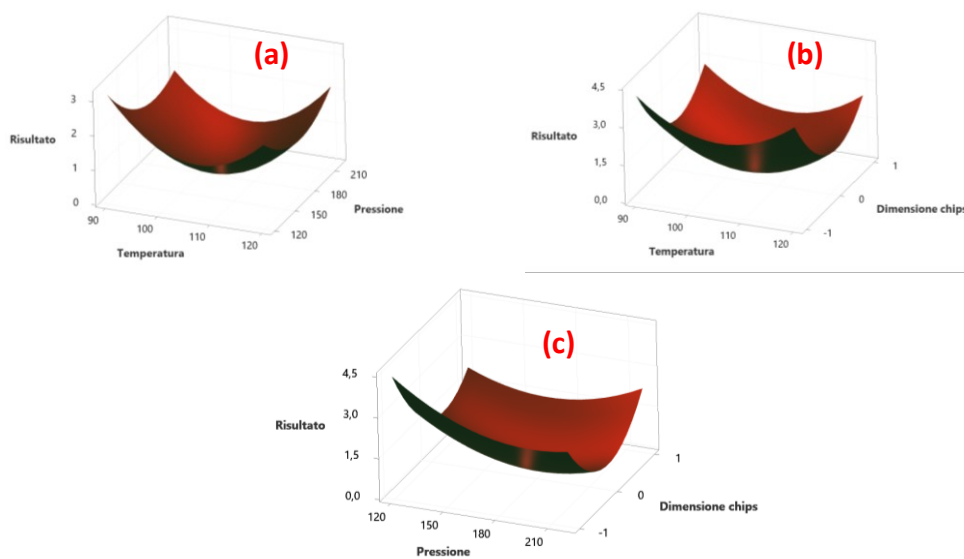 (a)
3
2
1
0
Risultato
90
100
110
120
Temperatura
120
150
180
210
Pressione
(b)
4,5
3,0
1,5
0,0
Risultato
90
100
110
120
Temperatura
-1
0
1
Dimensione chips
(c)
4,5
3,0
1,5
0,0
Risultato
120
150
180
210
Pressione
-1
0
1
Dimensione chips